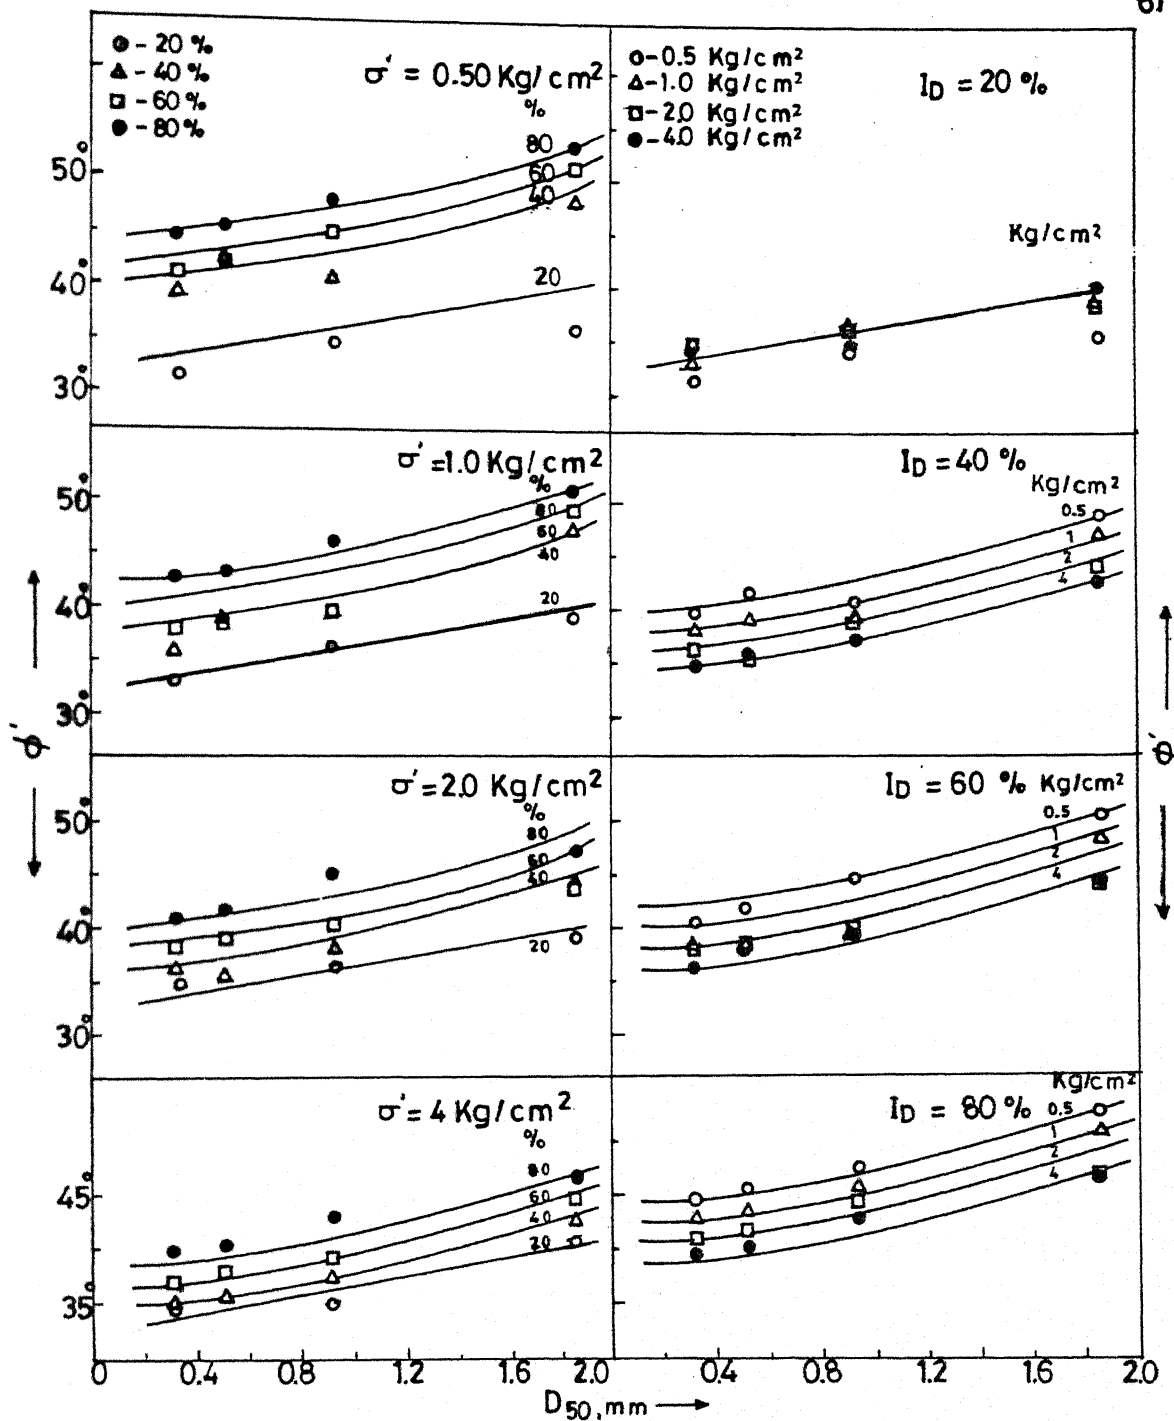 67
- 20 %
- 40 %
- 60 %
- 80 %
σ' = 0.50 Kg/cm²
%
80
60
40
20
50°
40°
30°
o-0.5 Kg/cm²
△-1.0 Kg/cm²
□-2.0 Kg/cm²
●-4.0 Kg/cm²
I_D = 20 %
Kg/cm²
σ' =1.0 Kg/cm²
%
80
60
40
20
50°
40°
30°
I_D = 40 %
Kg/cm²
0.5
1
2
4
σ' = 2.0 Kg/cm²
%
80
60
40
20
50°
40°
30°
I_D = 60 % Kg/cm²
0.5
1
2
4
σ' = 4 Kg/cm²
%
80
60
40
20
45°
35°
Kg/cm²
I_D = 80 %
0.5
1
2
4
ϕ'
ϕ'
0 0.4 0.8 1.2 1.6 2.0 0.4 0.8 1.2 1.6 2.0
D₅₀,mm